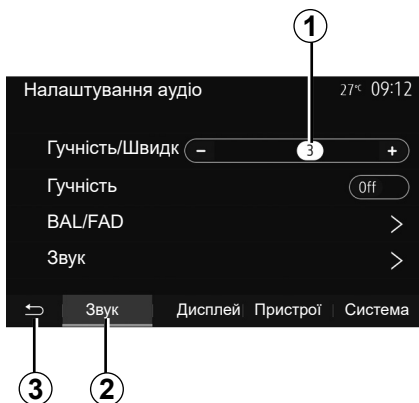 1
Налаштування аудіо 27°C 09:12
Гучність/Швидк - 3 +
Гучність Off
BAL/FAD >
Звук >
Звук Дисплей Пристрої Система
3 2